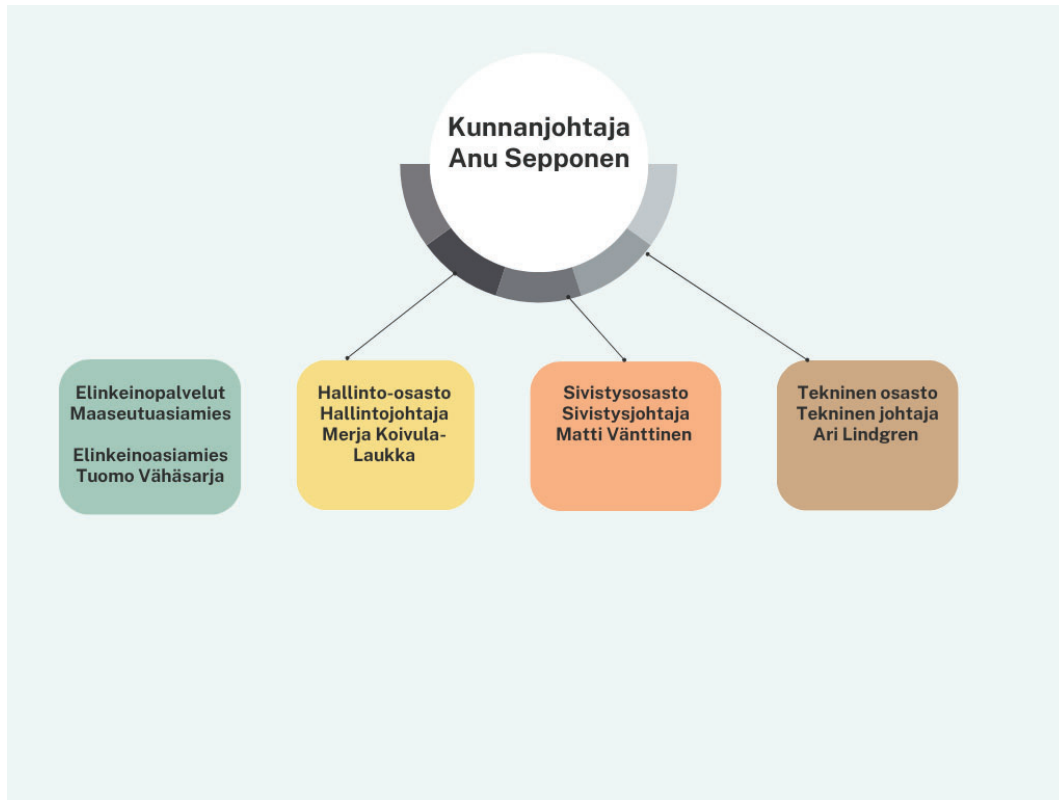 Kunnanjohtaja
Anu Sepponen
Elinkeinopalvelut
Maaseutuasiamies
Elinkeinoasiamies
Tuomo Vähäsarja
Hallinto-osasto
Hallintojohtaja
Merja Koivula-
Laukka
Sivistysosasto
Sivistysjohtaja
Matti Vänttinen
Tekninen osasto
Tekninen johtaja
Ari Lindgren